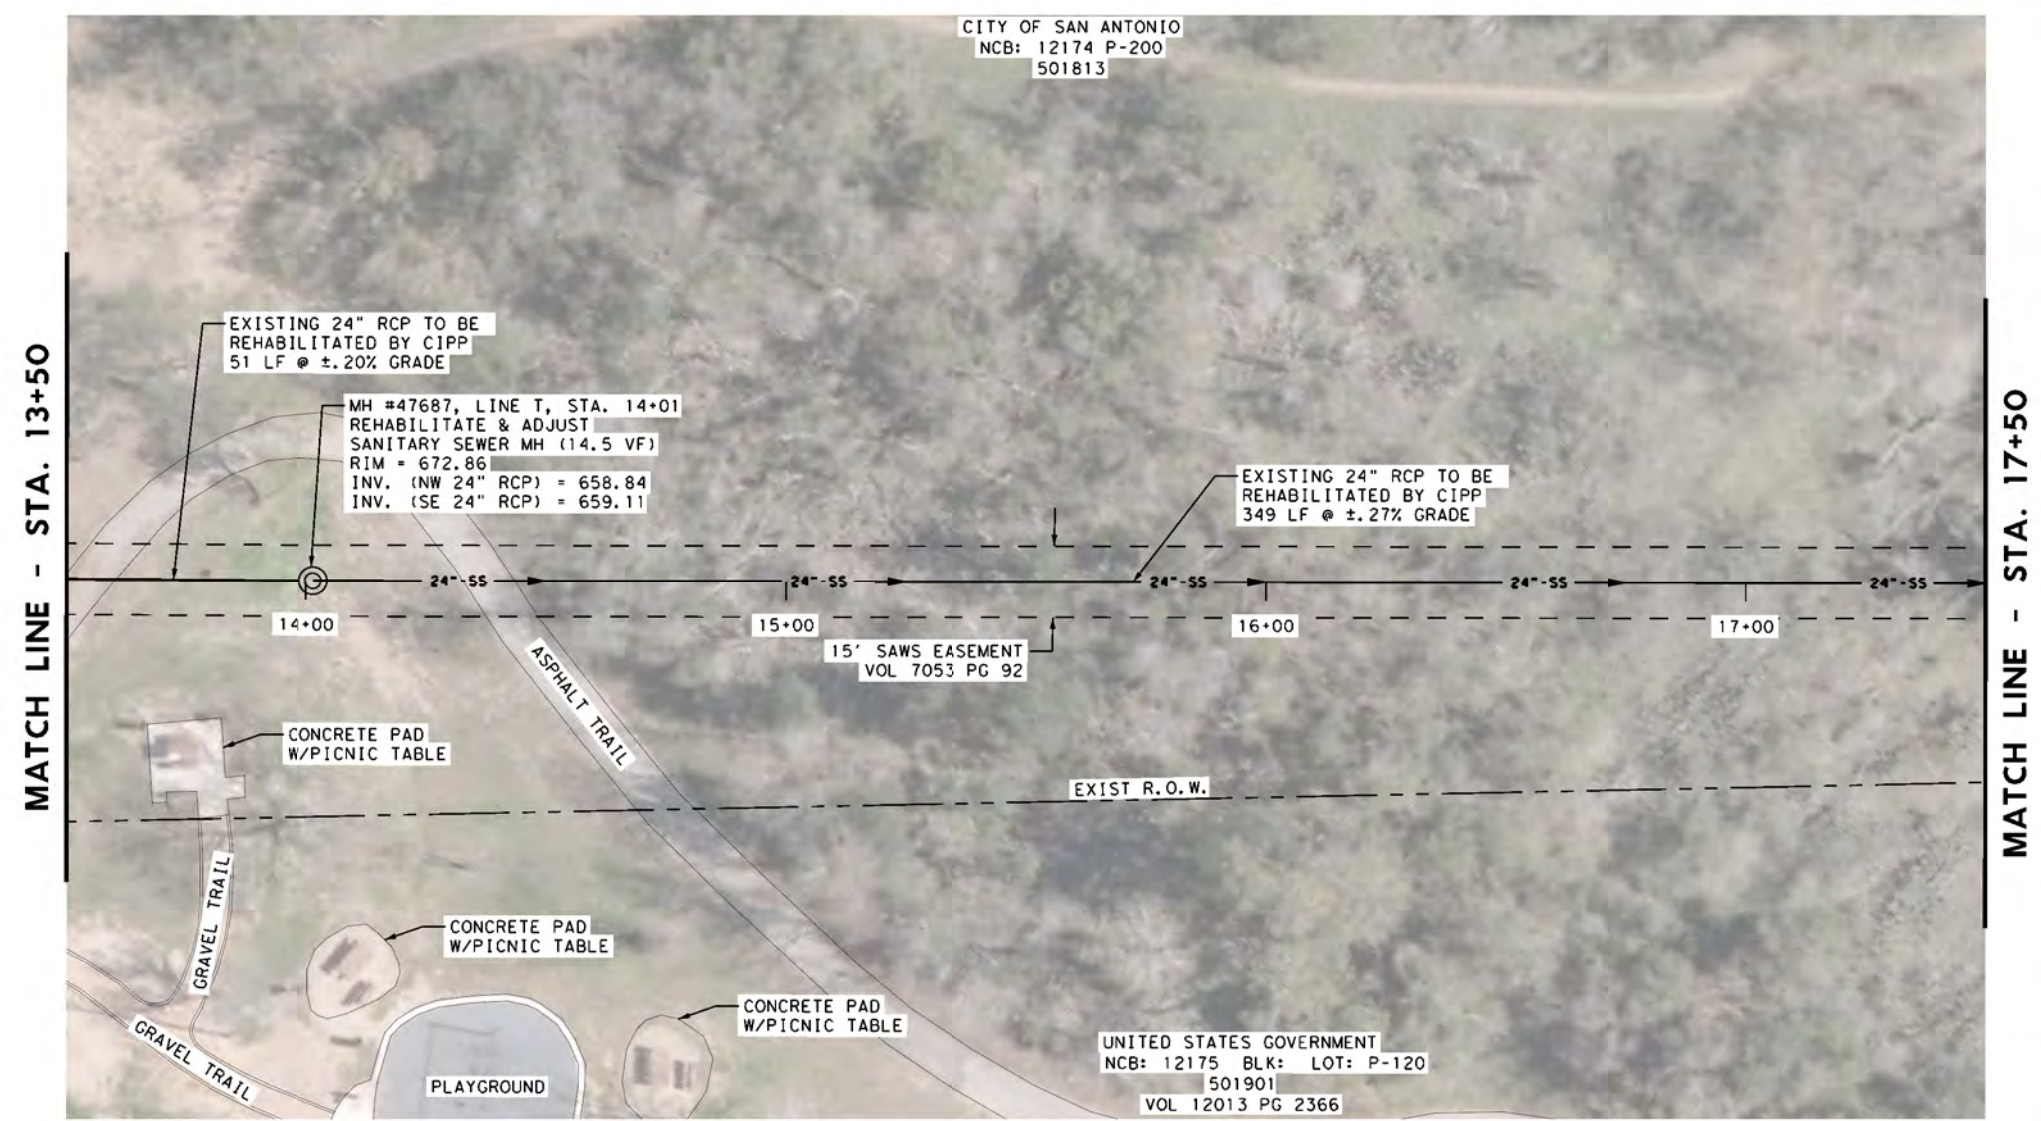 CITY OF SAN ANTONIO
NCB: 12174 P-200
501813
MATCH LINE - STA. 13+50
EXISTING 24" RCP TO BE
REHABILITATED BY CIPP
51 LF @ ±.20% GRADE
MH #47687, LINE T, STA. 14+01
REHABILITATE & ADJUST
SANITARY SEWER MH (14.5 VF)
RIM = 672.86
INV. (NW 24" RCP) = 658.84
INV. (SE 24" RCP) = 659.11
EXISTING 24" RCP TO BE
REHABILITATED BY CIPP
349 LF @ ±.27% GRADE
MATCH LINE - STA. 17+50
24"-SS
24"-SS
24"-SS
24"-SS
24"-SS
14+00
15+00
16+00
17+00
15' SAWS EASEMENT
VOL 7053 PG 92
ASPHALT TRAIL
CONCRETE PAD
W/PICNIC TABLE
EXIST R.O.W.
GRAVEL TRAIL
CONCRETE PAD
W/PICNIC TABLE
CONCRETE PAD
W/PICNIC TABLE
GRAVEL TRAIL
PLAYGROUND
UNITED STATES GOVERNMENT
NCB: 12175 BLK: LOT: P-120
501901
VOL 12013 PG 2366